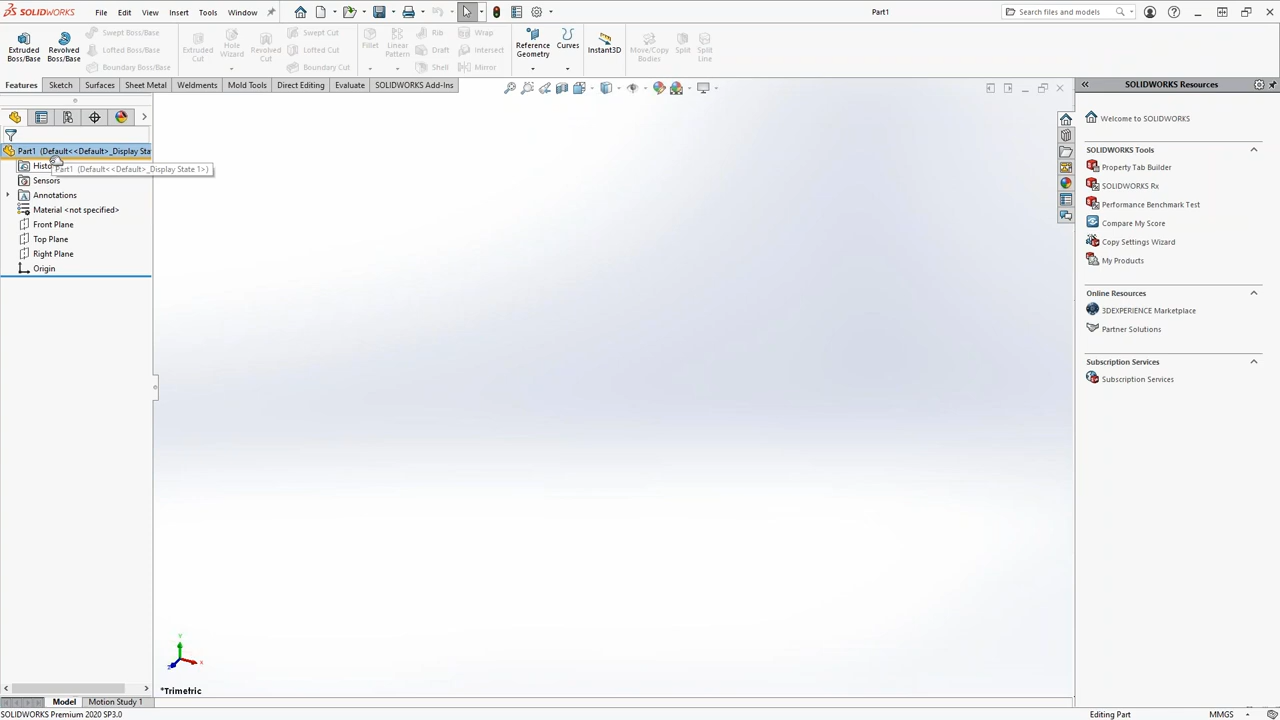 SOLIDWORKS File Edit View Insert Tools Window Part1 Search files and models
Extruded Boss/Base Revolved Boss/Base Swept Boss/Base Lofted Boss/Base Boundary Boss/Base Extruded Cut Hole Wizard Revolved Cut Swept Cut Lofted Cut Boundary Cut Fillet Linear Pattern Rib Draft Shell Wrap Intersect Mirror Reference Geometry Curves Instant3D Move/Copy Bodies Split Split Line
Features Sketch Surfaces Sheet Metal Weldments Mold Tools Direct Editing Evaluate SOLIDWORKS Add-Ins
Part1 (Default<<Default>_Display Sta
Histo
Part1 (Default<<Default>_Display State 1>)
Sensors
Annotations
Material <not specified>
Front Plane
Top Plane
Right Plane
Origin
SOLIDWORKS Resources
Welcome to SOLIDWORKS
SOLIDWORKS Tools
Property Tab Builder
SOLIDWORKS Rx
Performance Benchmark Test
Compare My Score
Copy Settings Wizard
My Products
Online Resources
3DEXPERIENCE Marketplace
Partner Solutions
Subscription Services
Subscription Services
*Trimetric
Model Motion Study 1
SOLIDWORKS Premium 2020 SP3.0 Editing Part MMGS